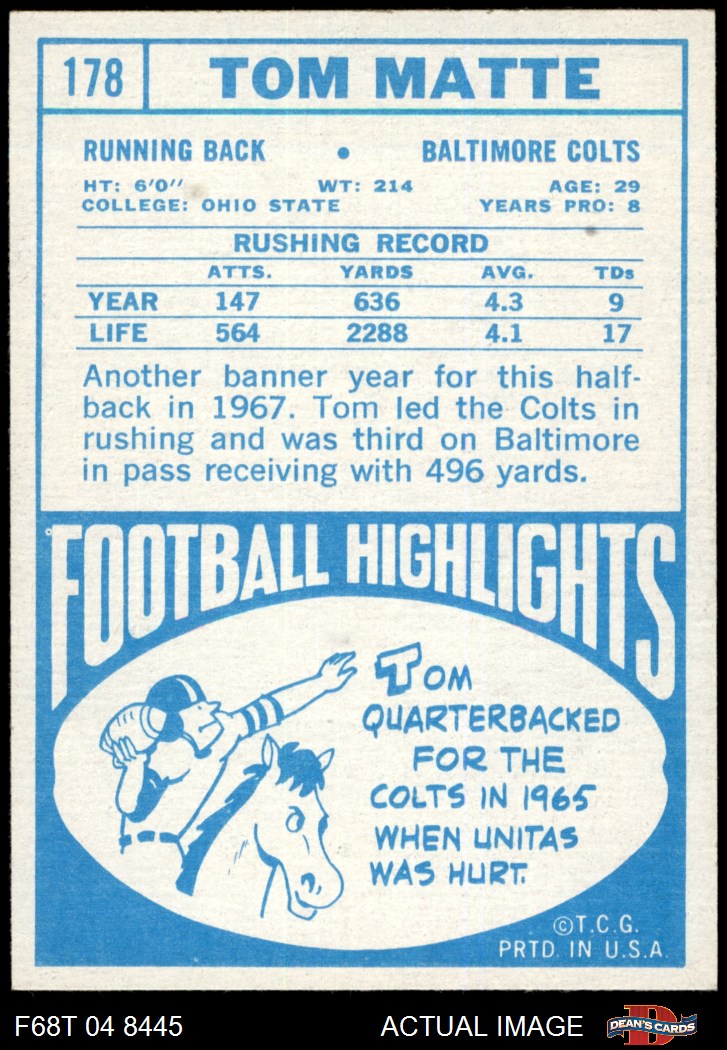 178 TOM MATTE
RUNNING BACK • BALTIMORE COLTS
HT: 6'0" WT: 214 AGE: 29
COLLEGE: OHIO STATE YEARS PRO: 8
RUSHING RECORD
ATTS. YARDS AVG. TDs
YEAR 147 636 4.3 9
LIFE 564 2288 4.1 17
Another banner year for this half-
back in 1967. Tom led the Colts in
rushing and was third on Baltimore
in pass receiving with 496 yards.
FOOTBALL HIGHLIGHTS
TOM
QUARTERBACKED
FOR THE
COLTS IN 1965
WHEN UNITAS
WAS HURT.
©T.C.G.
PRTD. IN U.S.A.
F68T 04 8445 ACTUAL IMAGE D DEAN'S CARDS